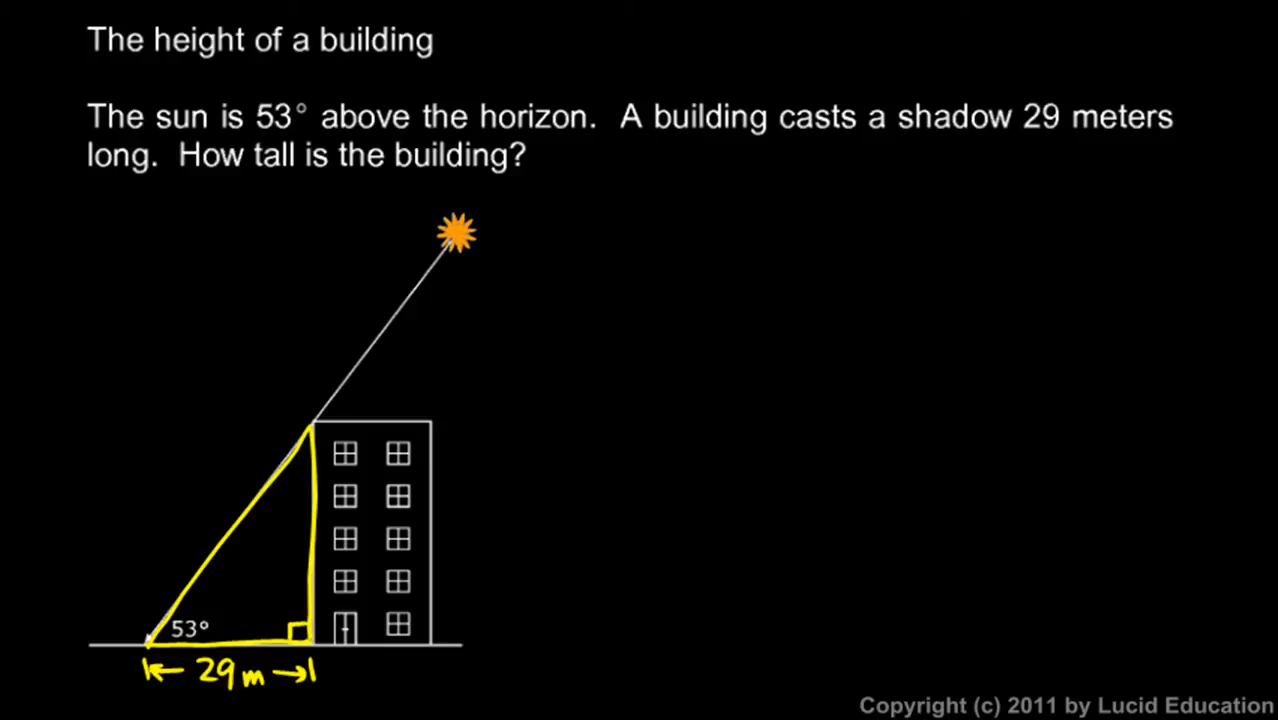 The height of a building
The sun is 53° above the horizon. A building casts a shadow 29 meters
long. How tall is the building?
53°
29 m
Copyright (c) 2011 by Lucid Education